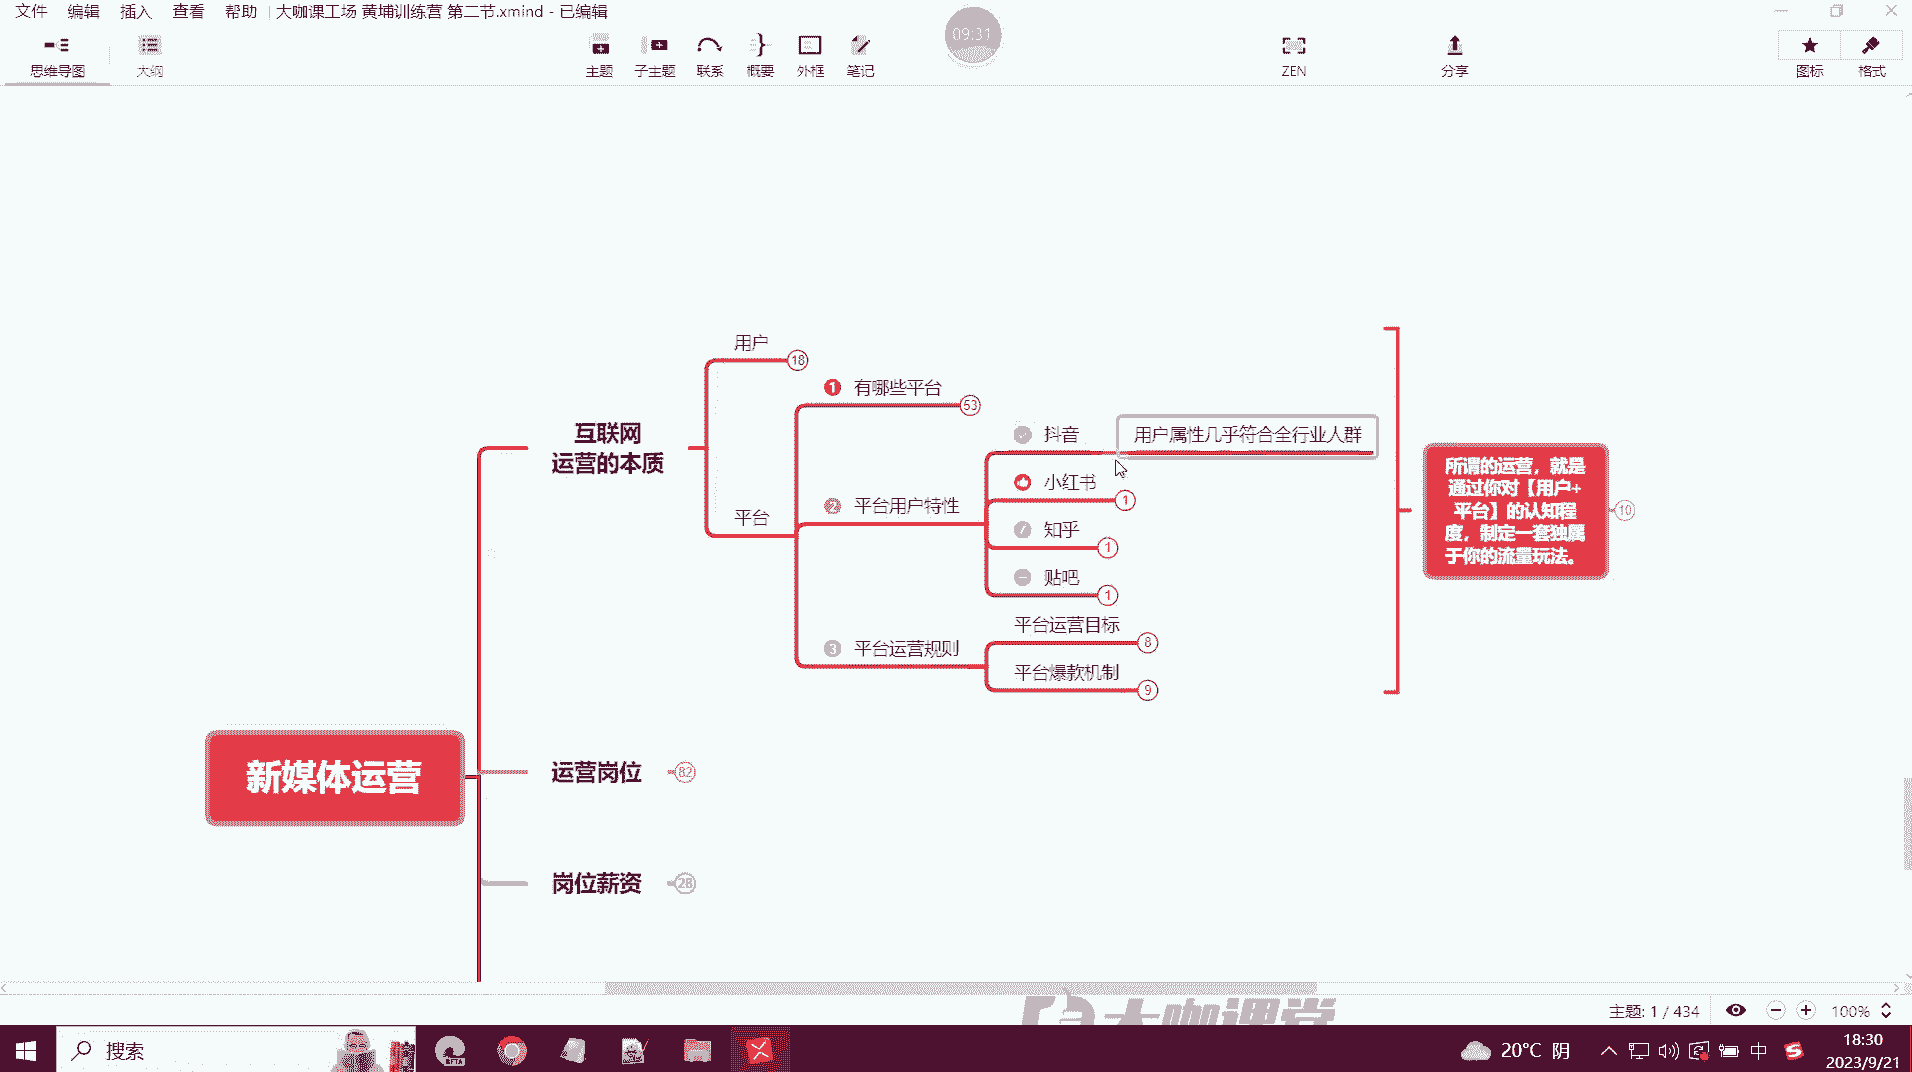 文件 编辑 插入 查看 帮助 大咖课工场 黄埔训练营 第二节.xmind - 已编辑
09:31
思维导图 大纲 主题 子主题 联系 概要 外框 笔记 ZEN 分享 图标 格式
用户
18
1 有哪些平台
53
互联网
运营的本质
抖音 用户属性几乎符合全行业人群
小红书
1
2 平台用户特性
平台
知乎
1
贴吧
1
平台运营目标
8
3 平台运营规则
平台爆款机制
9
所谓的运营，就是
通过你对【用户+
平台】的认知程
度，制定一套独属
于你的流量玩法。
10
新媒体运营
运营岗位
82
岗位薪资
28
大咖课堂
主题: 1 / 434 100%
搜索
BETA
20°C 阴 中 18:30
2023/9/21